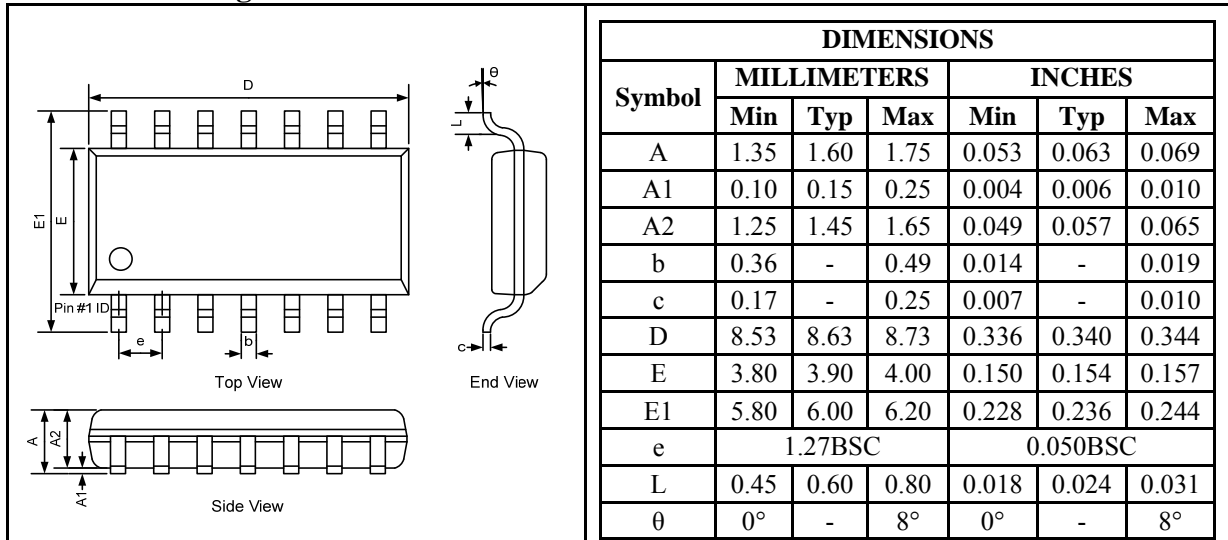 D
θ
L
E1
E
Pin #1 ID
e
b
c
Top View
End View
A
A2
A1
Side View
DIMENSIONS
Symbol MILLIMETERS INCHES
Min Typ Max Min Typ Max
A 1.35 1.60 1.75 0.053 0.063 0.069
A1 0.10 0.15 0.25 0.004 0.006 0.010
A2 1.25 1.45 1.65 0.049 0.057 0.065
b 0.36 - 0.49 0.014 - 0.019
c 0.17 - 0.25 0.007 - 0.010
D 8.53 8.63 8.73 0.336 0.340 0.344
E 3.80 3.90 4.00 0.150 0.154 0.157
E1 5.80 6.00 6.20 0.228 0.236 0.244
e 1.27BSC 0.050BSC
L 0.45 0.60 0.80 0.018 0.024 0.031
θ 0° - 8° 0° - 8°